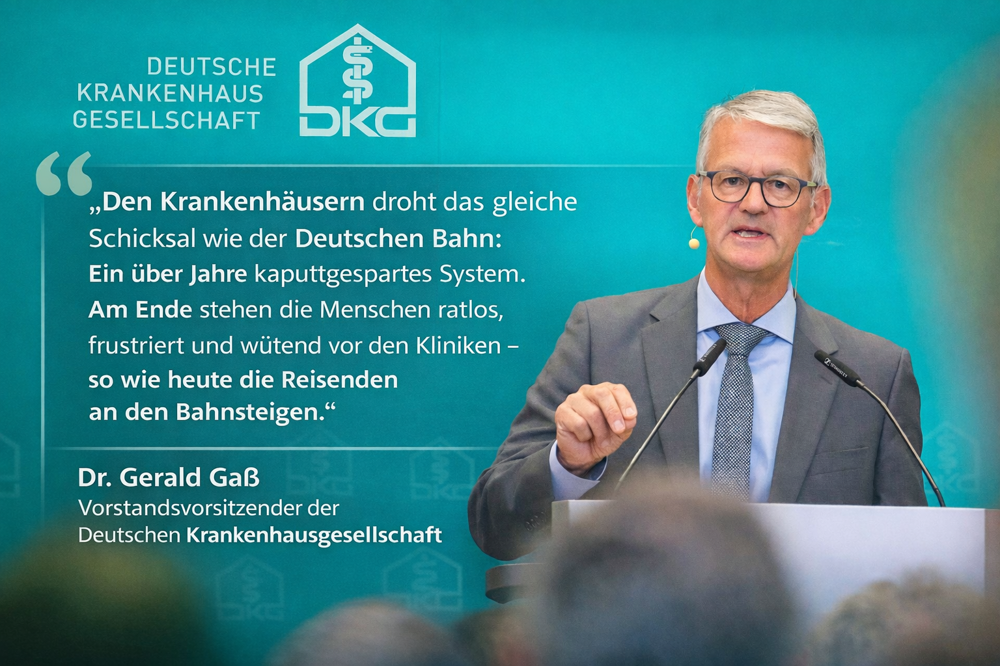 DEUTSCHE
KRANKENHAUS
GESELLSCHAFT
DKG
„Den Krankenhäusern droht das gleiche
Schicksal wie der Deutschen Bahn:
Ein über Jahre kaputtgespartes System.
Am Ende stehen die Menschen ratlos,
frustriert und wütend vor den Kliniken –
so wie heute die Reisenden
an den Bahnsteigen.“
Dr. Gerald Gaß
Vorstandsvorsitzender der
Deutschen Krankenhausgesellschaft